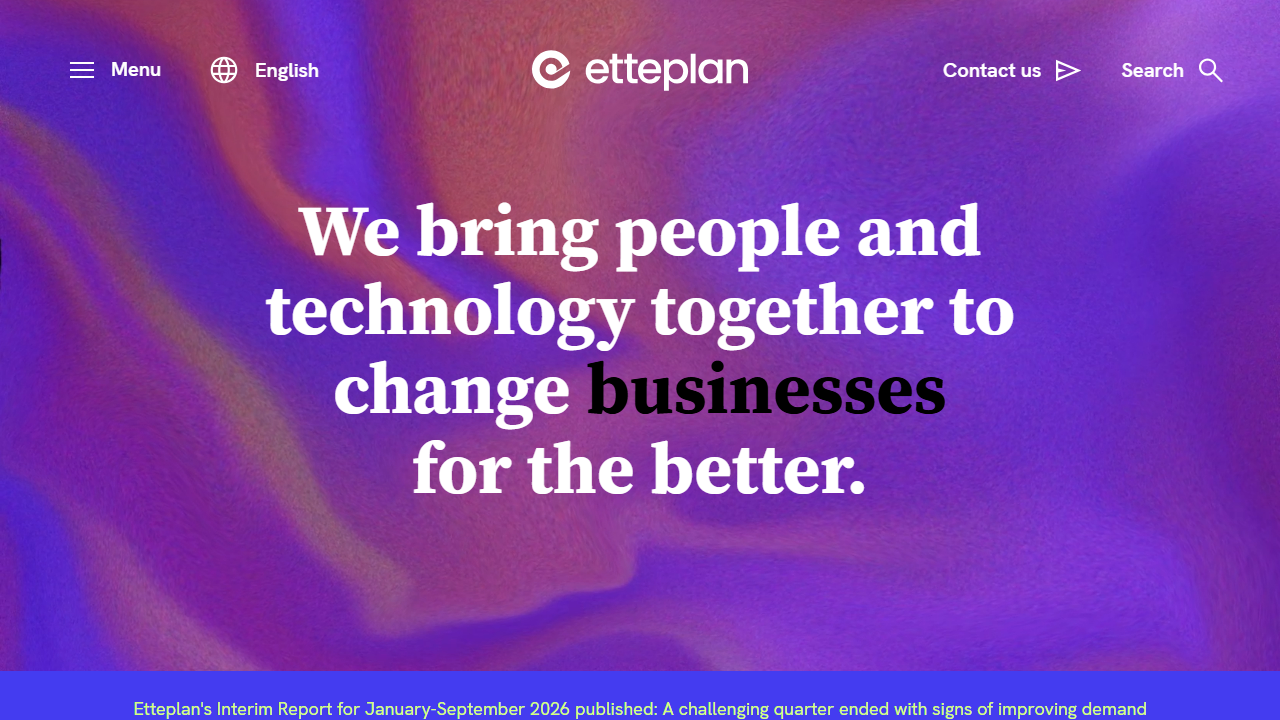 Menu
English
etteplan
Contact us
Search
We bring people and
technology together to
change businesses
for the better.
Etteplan's Interim Report for January-September 2026 published: A challenging quarter ended with signs of improving demand